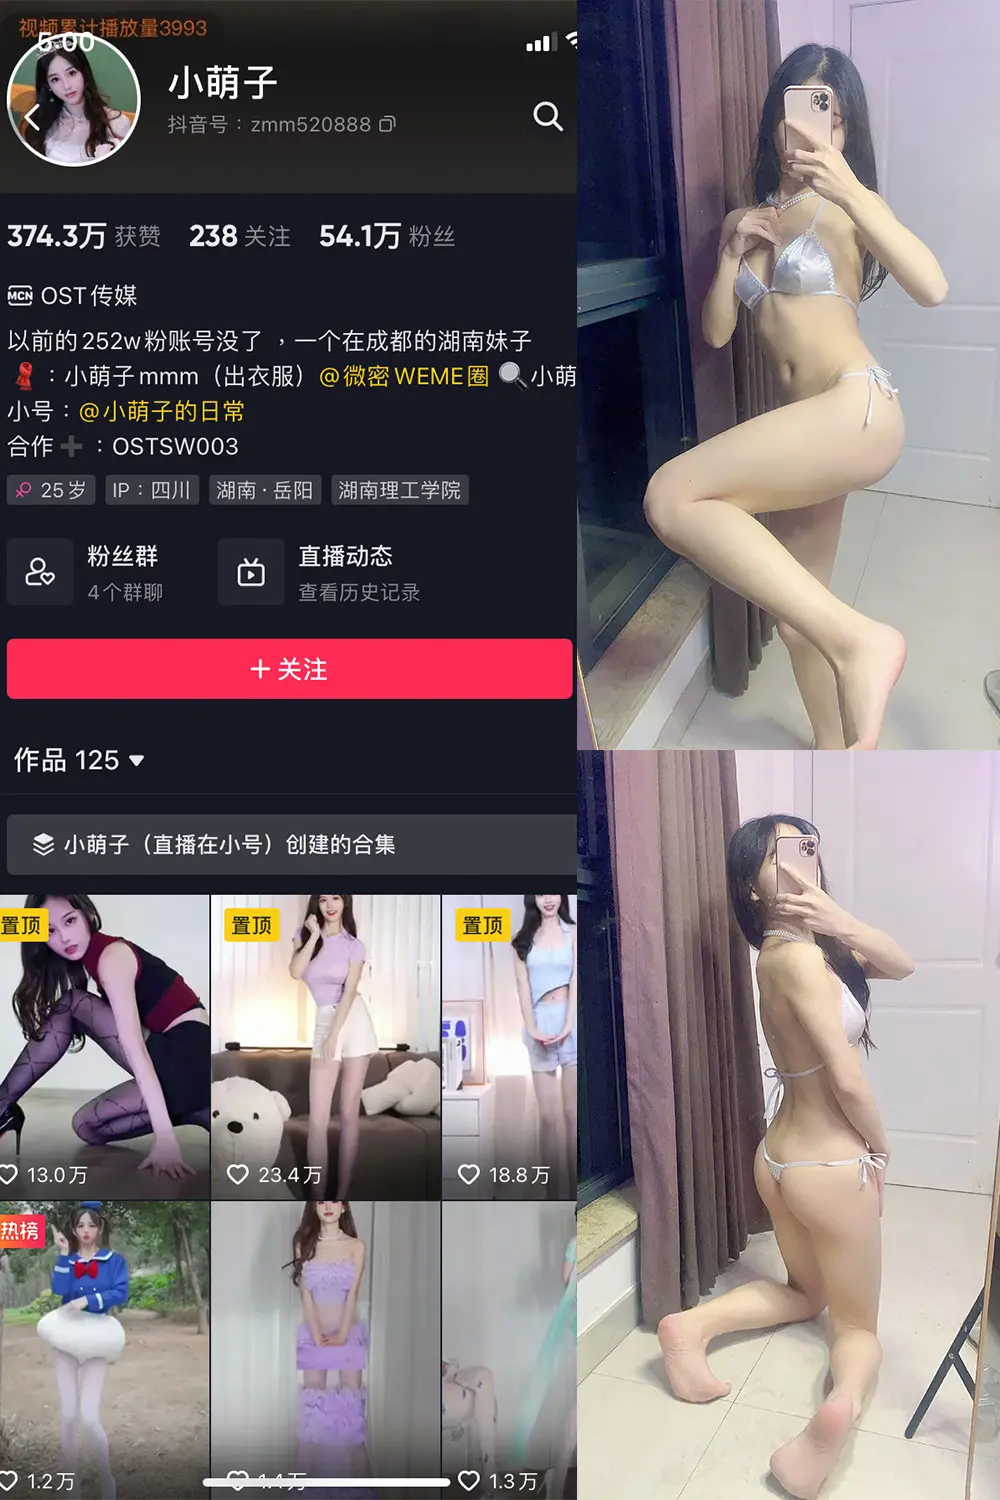 视频累计播放量3993
5:00
小萌子
抖音号：zmm520888
374.3万 获赞 238 关注 54.1万 粉丝
MCN OST传媒
以前的252w粉账号没了，一个在成都的湖南妹子
：小萌子mmm（出衣服）@微密WEME圈 小萌
小号：@小萌子的日常
合作➕：OSTSW003
25岁 IP：四川 湖南·岳阳 湖南理工学院
粉丝群 直播动态
4个群聊 查看历史记录
+ 关注
作品 125
小萌子（直播在小号）创建的合集
置顶 置顶 置顶
13.0万 23.4万 18.8万
热榜
1.2万 1.4万 1.3万